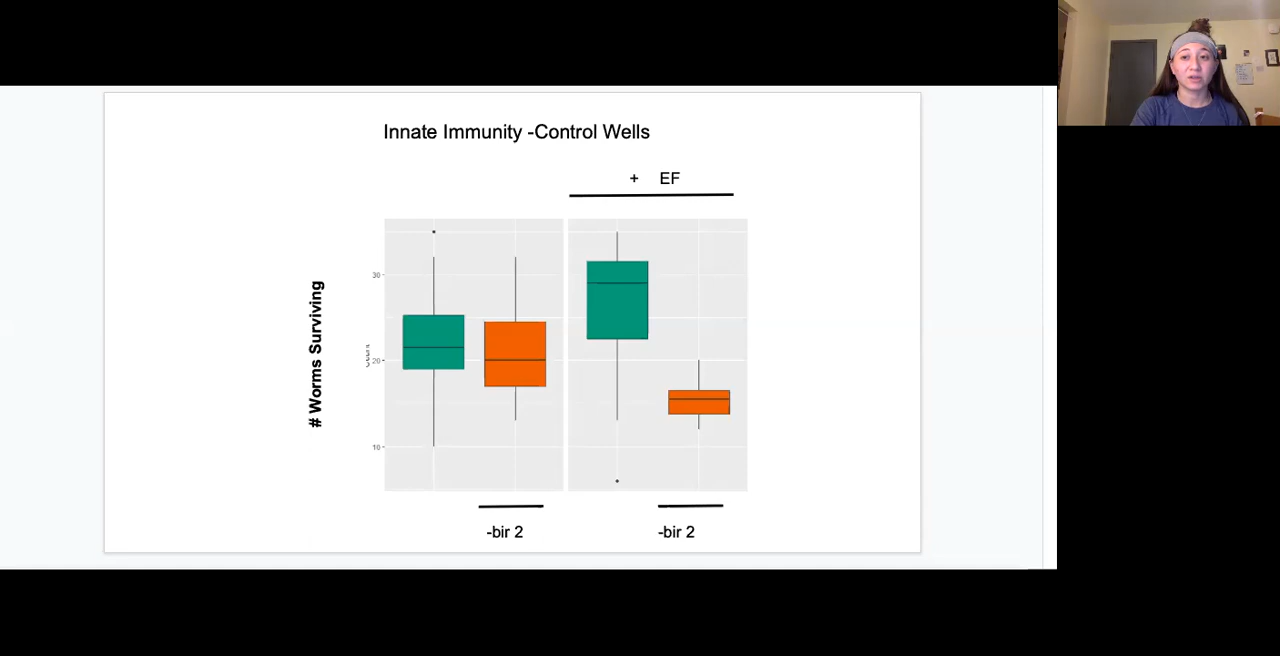 Innate Immunity -Control Wells
+ EF
# Worms Surviving
30
20
10
-bir 2
-bir 2